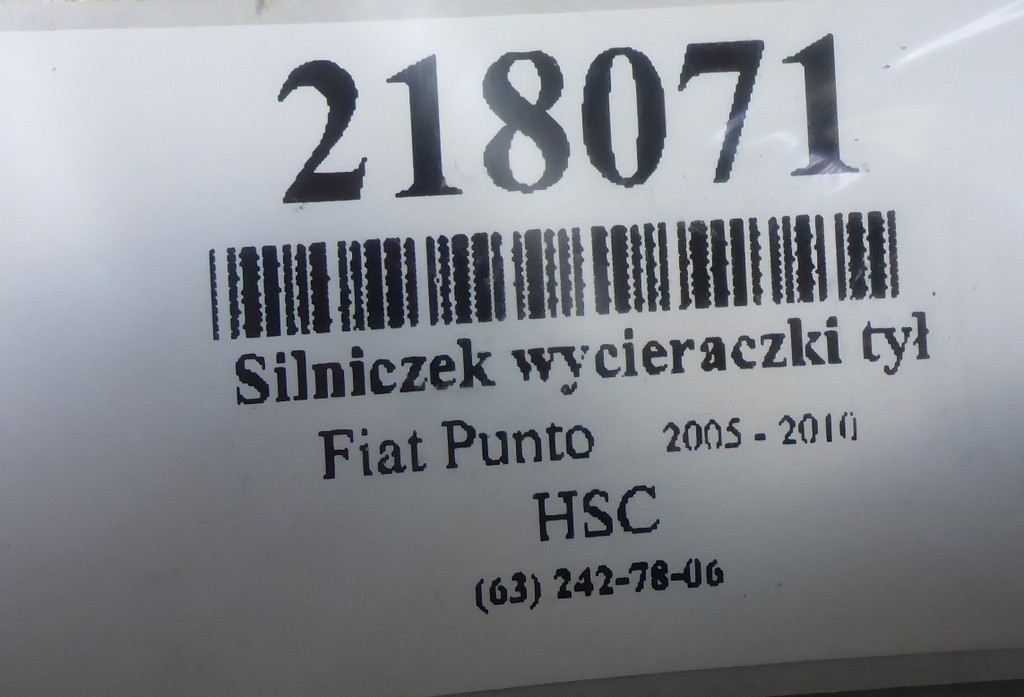 218071
Silniczek wycieraczki tył
Fiat Punto 2005 - 2010
HSC
(63) 242-78-06